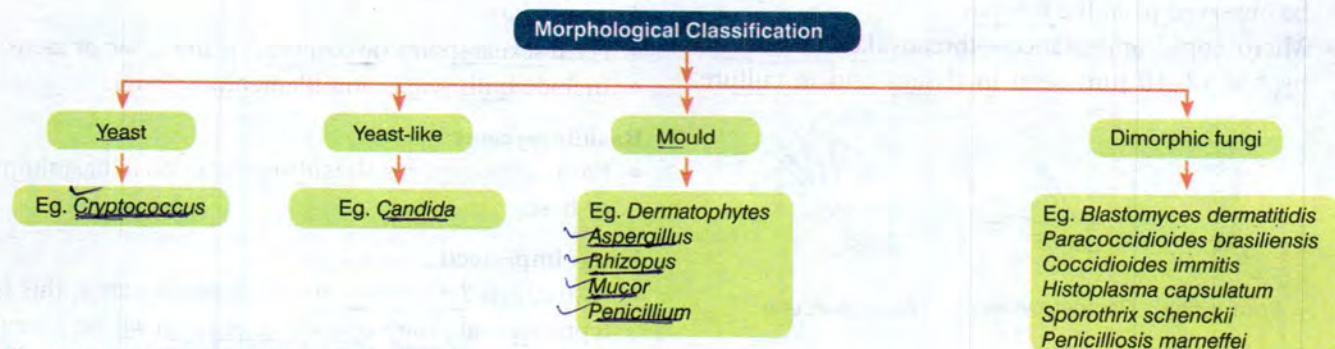 Morphological Classification
Yeast
Yeast-like
Mould
Dimorphic fungi
Eg. Cryptococcus
Eg. Candida
Eg. Dermatophytes
Aspergillus
Rhizopus
Mucor
Penicillium
Eg. Blastomyces dermatitidis
Paracoccidioides brasiliensis
Coccidioides immitis
Histoplasma capsulatum
Sporothrix schenckii
Penicilliosis marneffei